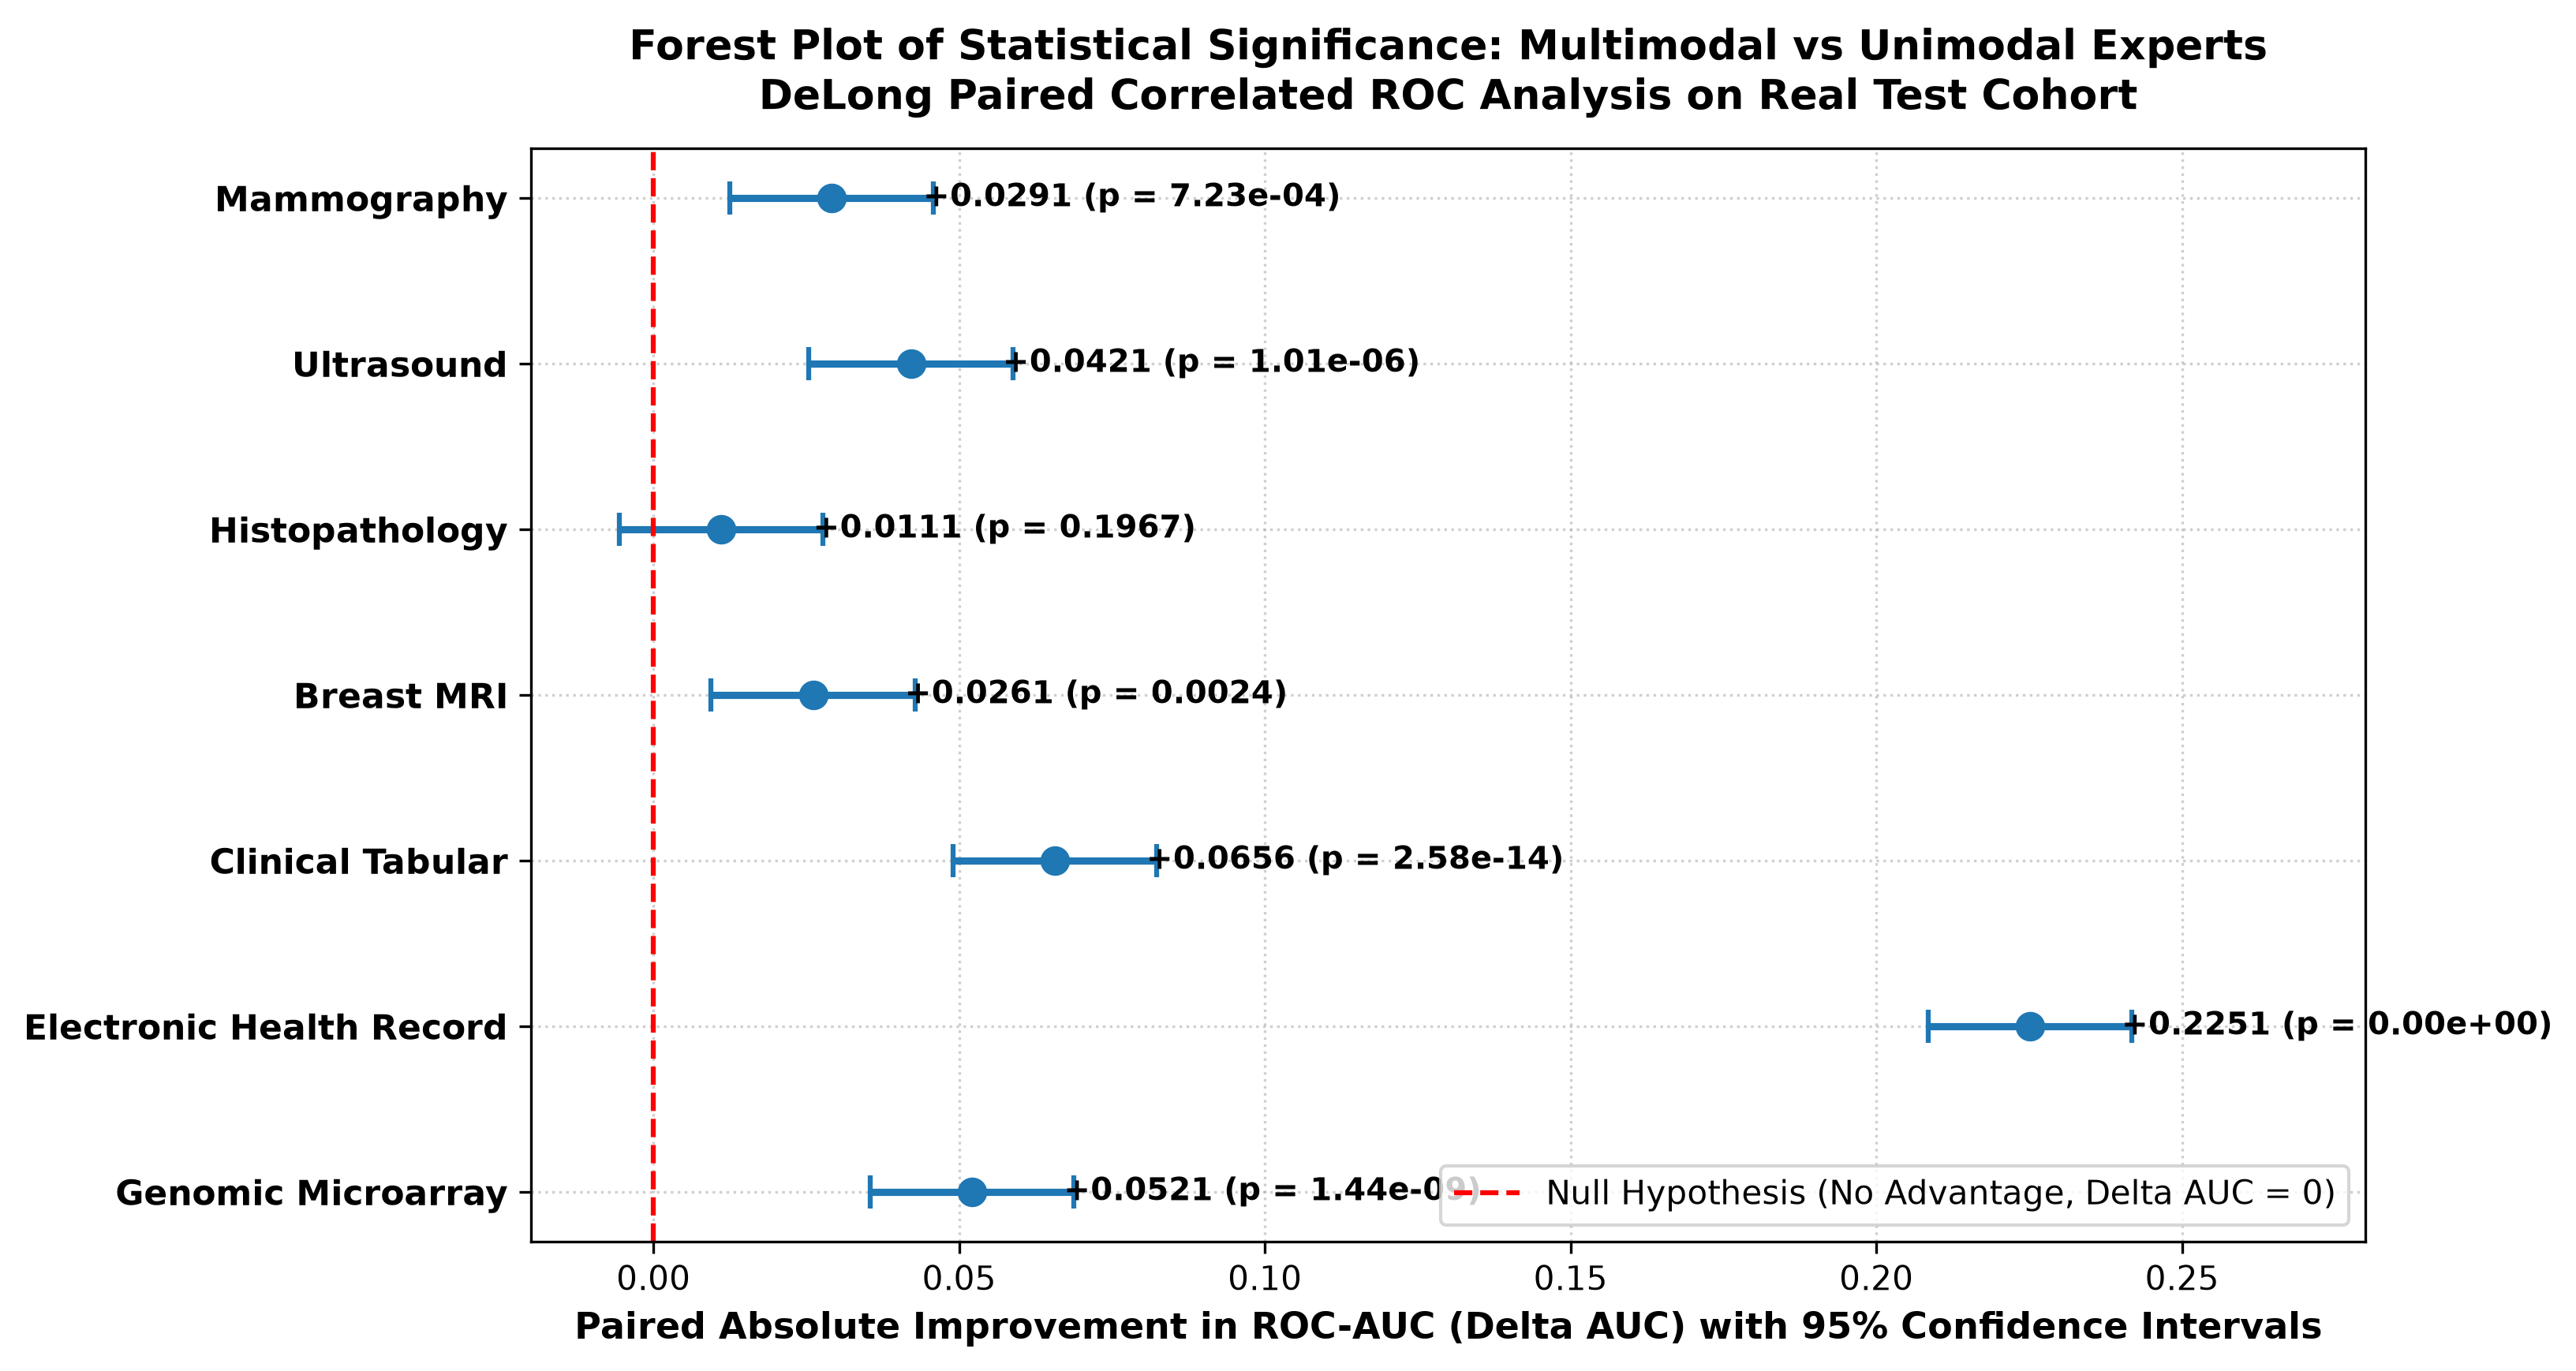 Forest Plot of Statistical Significance: Multimodal vs Unimodal Experts
DeLong Paired Correlated ROC Analysis on Real Test Cohort
Mammography
+0.0291 (p = 7.23e-04)
Ultrasound
+0.0421 (p = 1.01e-06)
Histopathology
+0.0111 (p = 0.1967)
Breast MRI
+0.0261 (p = 0.0024)
Clinical Tabular
+0.0656 (p = 2.58e-14)
Electronic Health Record
+0.2251 (p = 0.00e+00)
Genomic Microarray
+0.0521 (p = 1.44e-09)
Null Hypothesis (No Advantage, Delta AUC = 0)
0.00 0.05 0.10 0.15 0.20 0.25
Paired Absolute Improvement in ROC-AUC (Delta AUC) with 95% Confidence Intervals